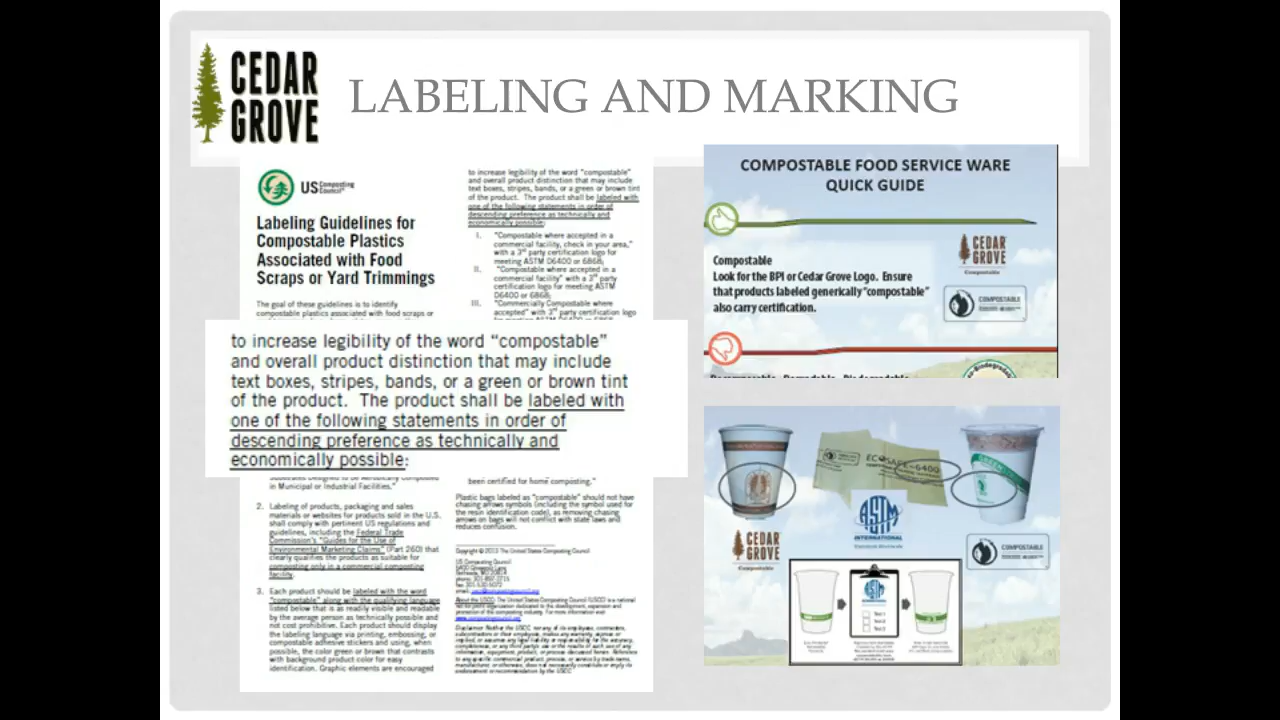 CEDAR
GROVE
LABELING AND MARKING
US Composting
Council
Labeling Guidelines for
Compostable Plastics
Associated with Food
Scraps or Yard Trimmings
The goal of these guidelines is to identify
compostable plastics associated with food scraps or
to increase legibility of the word "compostable"
and overall product distinction that may include
text boxes, stripes, bands, or a green or brown tint
of the product. The product shall be labeled with
one of the following statements in order of
descending preference as technically and
economically possible:
I. "Compostable where accepted in a
commercial facility, check in your area,"
with a 3rd party certification logo for
meeting ASTM D6400 or 6868;
II. "Compostable where accepted in a
commercial facility" with a 3rd party
certification logo for meeting ASTM
D6400 or 6868;
III. "Commercially Compostable where
accepted" with 3rd party certification logo
to increase legibility of the word "compostable"
and overall product distinction that may include
text boxes, stripes, bands, or a green or brown tint
of the product. The product shall be labeled with
one of the following statements in order of
descending preference as technically and
economically possible:
in Municipal or Industrial Facilities."
2. Labeling of products, packaging and sales
materials or websites for products sold in the U.S.
shall comply with pertinent US regulations and
guidelines, including the Federal Trade
Commission's "Guides for the Use of
Environmental Marketing Claims" (Part 260) that
clearly qualifies the products as suitable for
composting only in a commercial composting
facility.
3. Each product should be labeled with the word
"compostable" along with the qualifying language
listed below that is as readily visible and readable
by the average person as technically possible and
not cost prohibitive. Each product should display
the labeling language via printing, embossing, or
compostable adhesive stickers and using, when
possible, the color green or brown that contrasts
with background product color for easy
identification. Graphic elements are encouraged
been certified for home composting."
Plastic bags labeled as "compostable" should not have
chasing arrows symbols (including the symbol used for
the resin identification code), as removing chasing
arrows on bags will not conflict with state laws and
reduces confusion.
Copyright © 2013 The United States Composting Council
US Composting Council
COMPOSTABLE FOOD SERVICE WARE
QUICK GUIDE
Compostable
Look for the BPI or Cedar Grove Logo. Ensure
that products labeled generically "compostable"
also carry certification.
CEDAR
GROVE
Compostable
COMPOSTABLE
ECOSAFE-6400
GREEN
ASTM
INTERNATIONAL
CEDAR
GROVE
COMPOSTABLE
ASTM
Test 1
Test 2